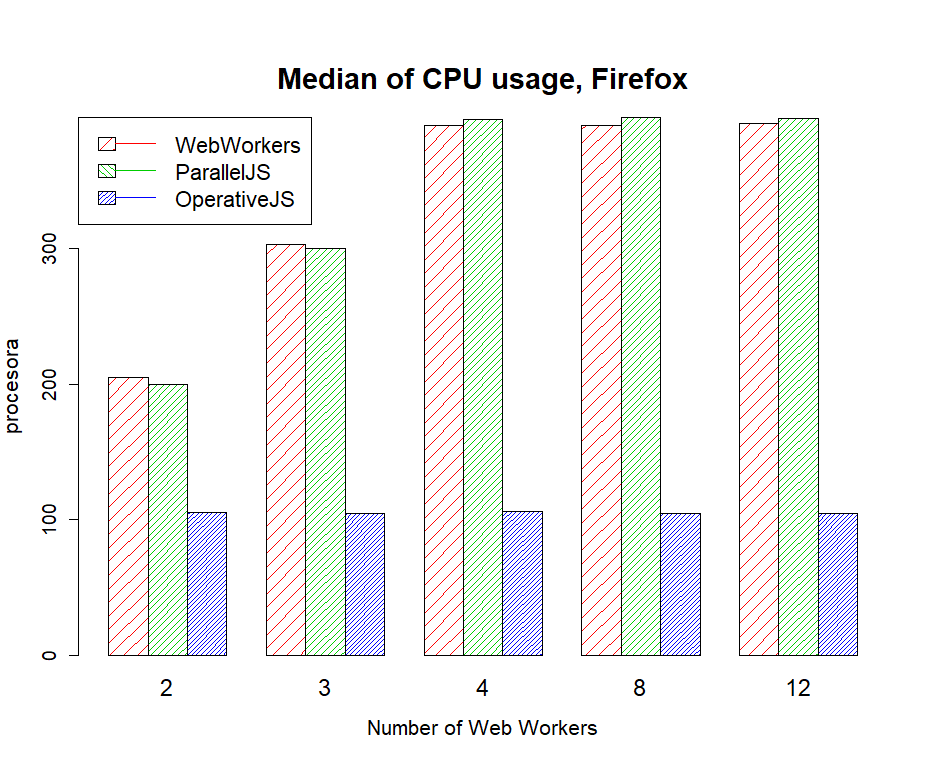 Median of CPU usage, Firefox
WebWorkers
ParallelJS
OperativeJS
procesora
300
200
100
0
2 3 4 8 12
Number of Web Workers